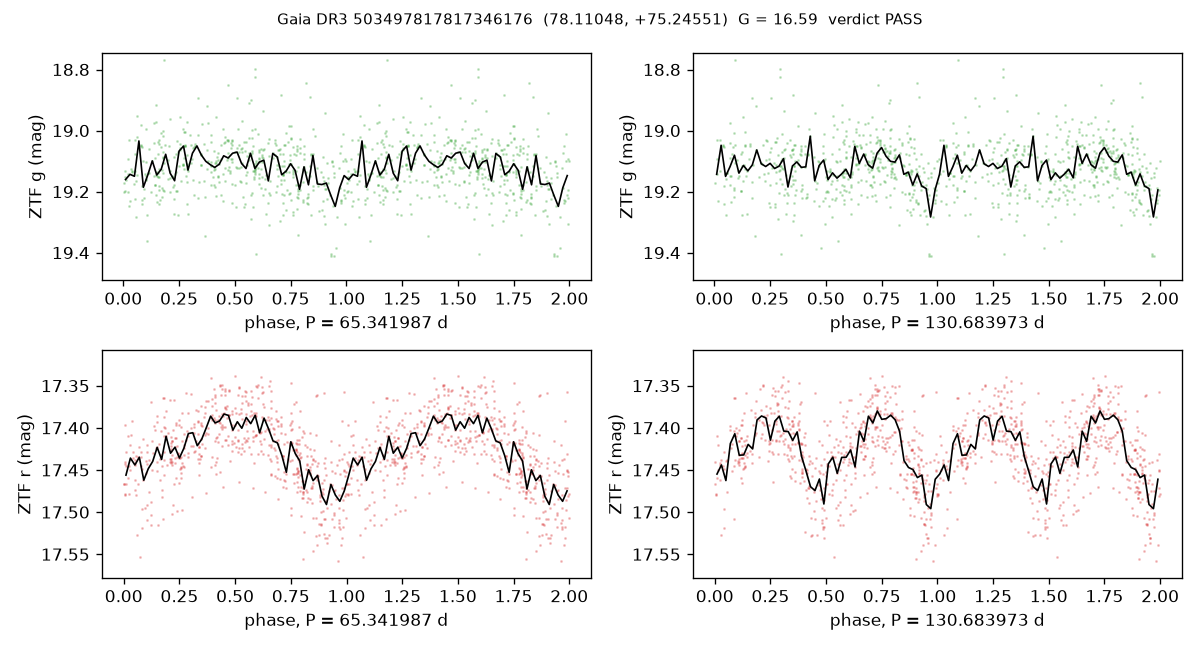 Gaia DR3 503497817817346176 (78.11048, +75.24551) G = 16.59 verdict PASS
ZTF g (mag)
18.8
19.0
19.2
19.4
0.00 0.25 0.50 0.75 1.00 1.25 1.50 1.75 2.00
phase, P = 65.341987 d
ZTF g (mag)
18.8
19.0
19.2
19.4
0.00 0.25 0.50 0.75 1.00 1.25 1.50 1.75 2.00
phase, P = 130.683973 d
ZTF r (mag)
17.35
17.40
17.45
17.50
17.55
0.00 0.25 0.50 0.75 1.00 1.25 1.50 1.75 2.00
phase, P = 65.341987 d
ZTF r (mag)
17.35
17.40
17.45
17.50
17.55
0.00 0.25 0.50 0.75 1.00 1.25 1.50 1.75 2.00
phase, P = 130.683973 d